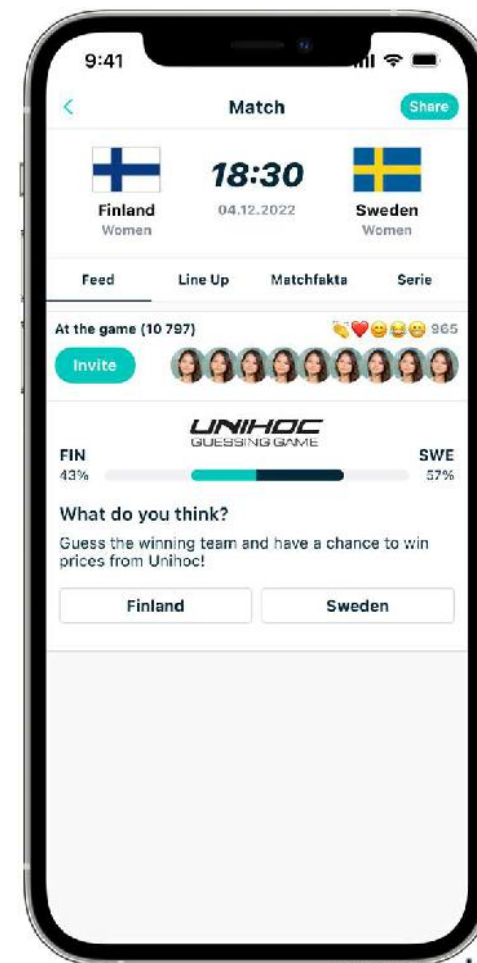 9:41
Match
Share
18:30
04.12.2022
Finland
Women
Sweden
Women
Feed
Line Up
Matchfakta
Serie
At the game (10 797)
965
Invite
UNIHOC
GUESSING GAME
FIN
SWE
43%
57%
What do you think?
Guess the winning team and have a chance to win
prices from Unihoc!
Finland
Sweden